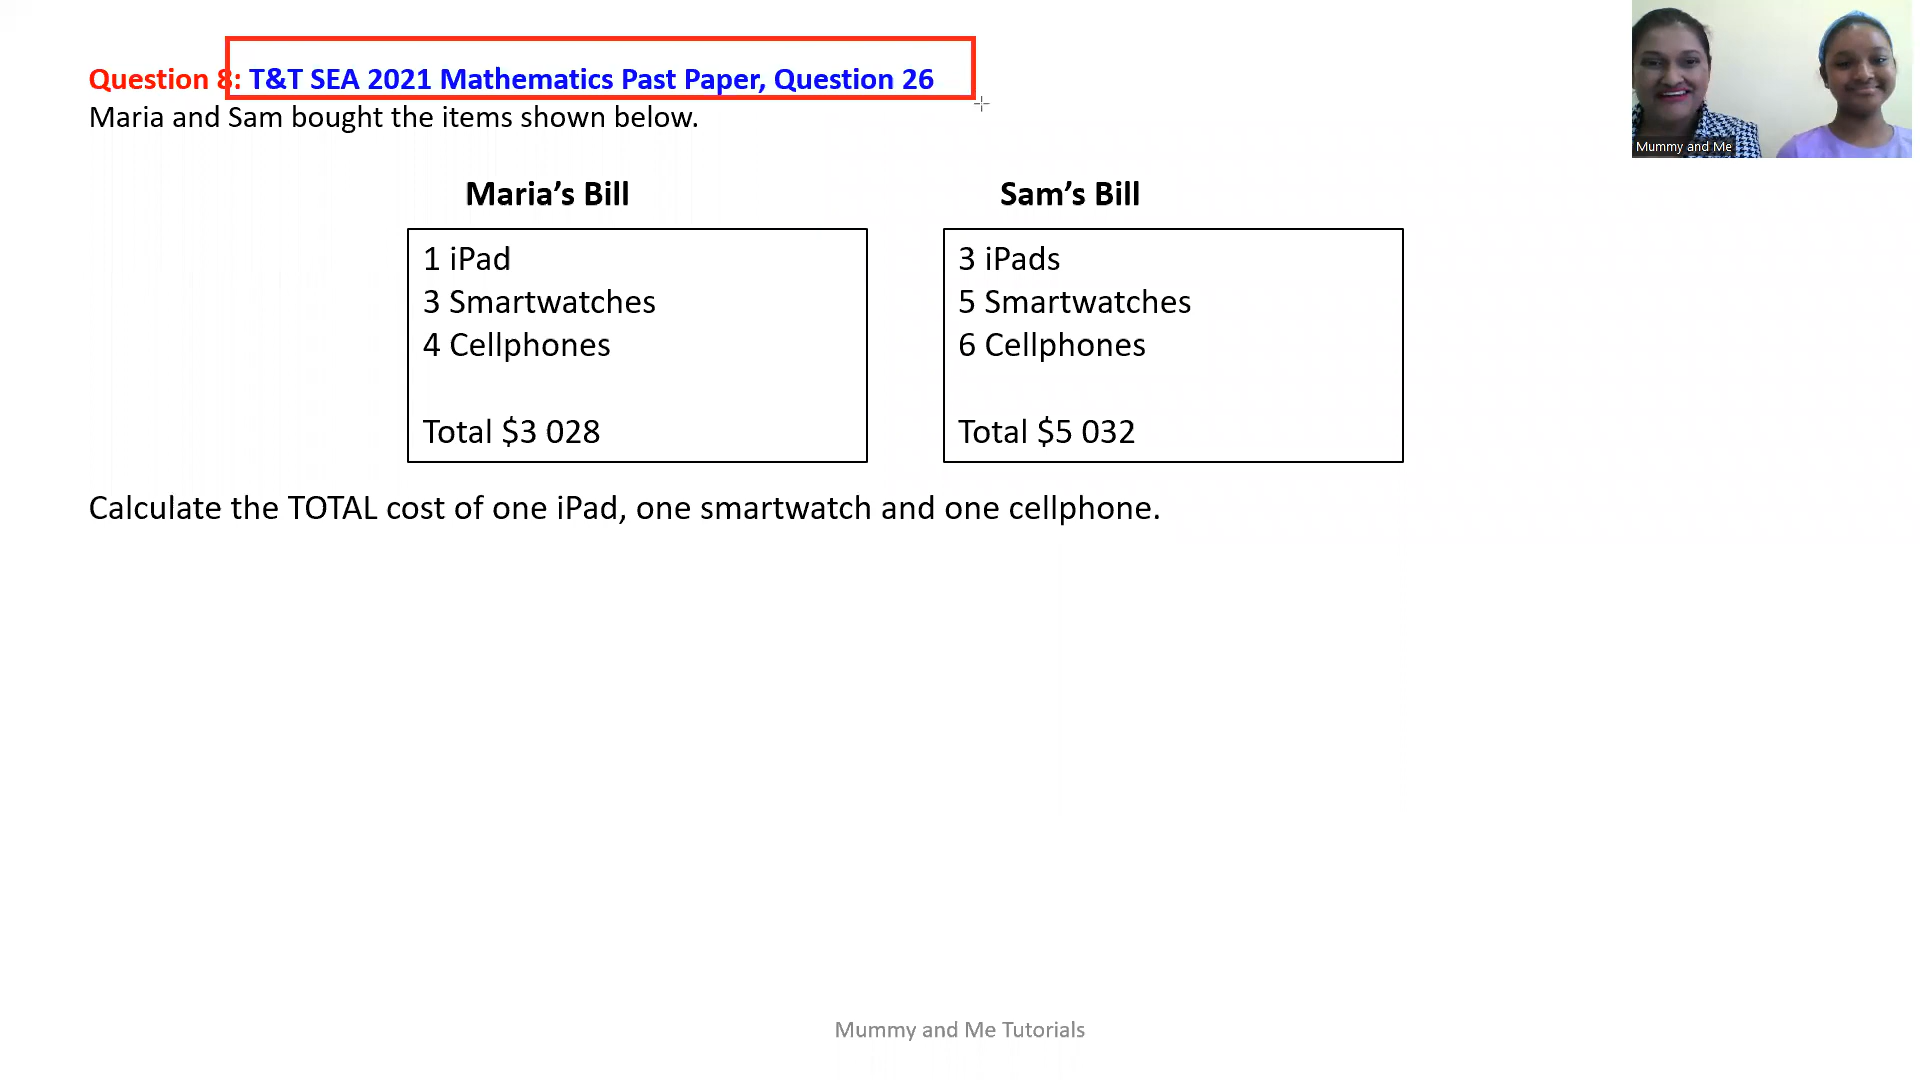 Question 8: T&T SEA 2021 Mathematics Past Paper, Question 26
Maria and Sam bought the items shown below.
Mummy and Me
Maria’s Bill
1 iPad
3 Smartwatches
4 Cellphones
Total $3 028
Sam’s Bill
3 iPads
5 Smartwatches
6 Cellphones
Total $5 032
Calculate the TOTAL cost of one iPad, one smartwatch and one cellphone.
Mummy and Me Tutorials